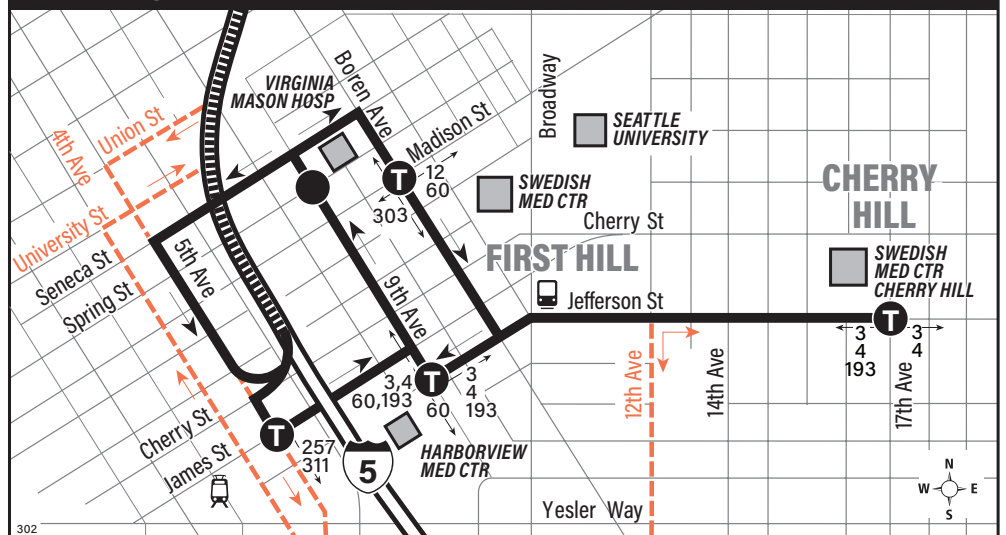 Union St
4th Ave
University St
Seneca St
Spring St
5th Ave
Cherry St
James St
VIRGINIA
MASON HOSP
Boren Ave
Madison St
T
12
60
303
9th Ave
Broadway
SEATTLE
UNIVERSITY
SWEDISH
MED CTR
Cherry St
FIRST HILL
Jefferson St
CHERRY
HILL
SWEDISH
MED CTR
CHERRY HILL
T
3
4
193
3
4
17th Ave
14th Ave
12th Ave
3,4
60,193
T
60
3
4
193
HARBORVIEW
MED CTR
T
257
311
5
Yesler Way
N
W
E
S
302